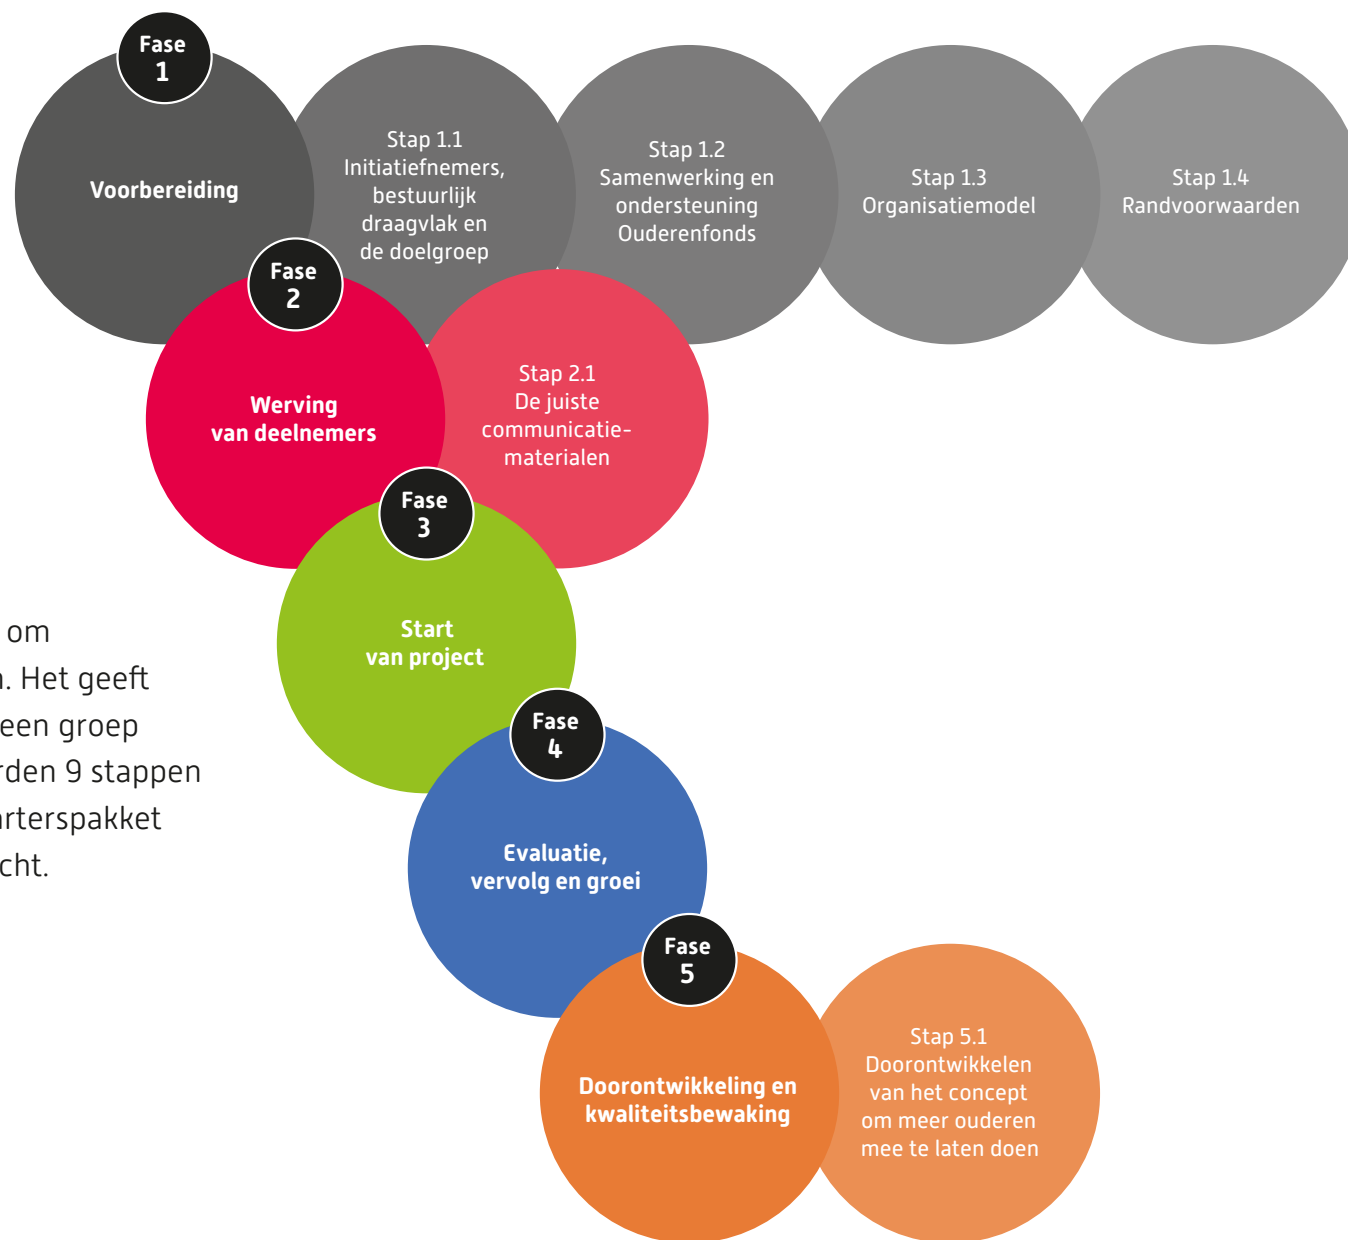 Fase
1
Voorbereiding
Stap 1.1
Initiatiefnemers,
bestuurlijk
draagvlak en
de doelgroep
Stap 1.2
Samenwerking en
ondersteuning
Ouderenfonds
Stap 1.3
Organisatiemodel
Stap 1.4
Randvoorwaarden
Fase
2
Werving
van deelnemers
Stap 2.1
De juiste
communicatie-
materialen
Fase
3
Start
van project
om
n. Het geeft
een groep
rden 9 stappen
arterspakket
cht.
Fase
4
Evaluatie,
vervolg en groei
Fase
5
Doorontwikkeling en
kwaliteitsbewaking
Stap 5.1
Doorontwikkelen
van het concept
om meer ouderen
mee te laten doen